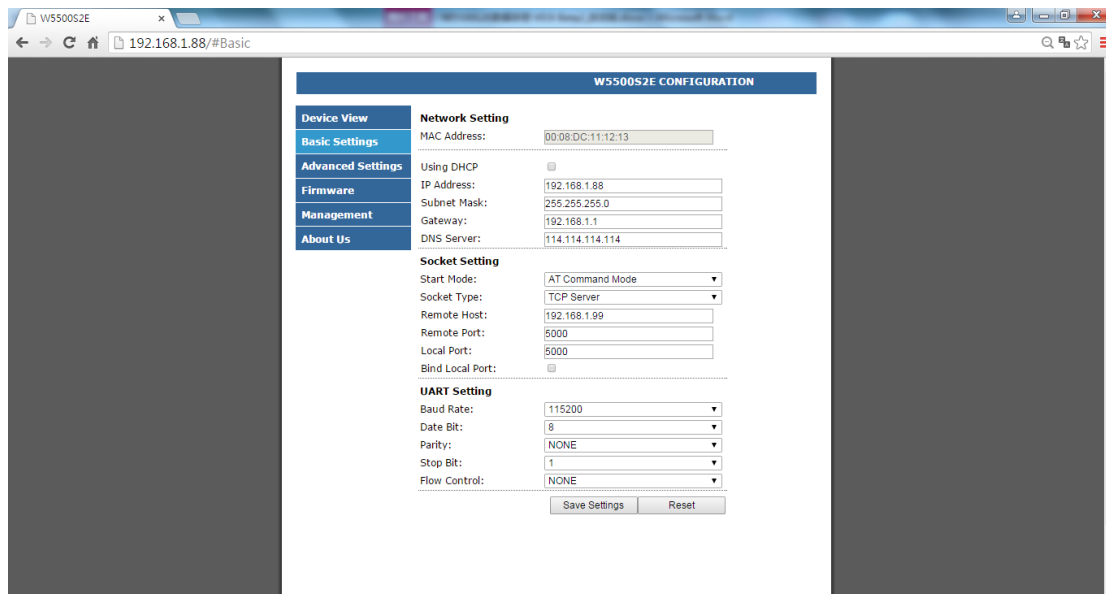 W5500S2E
192.168.1.88/#Basic
W5500S2E CONFIGURATION
Device View
Basic Settings
Advanced Settings
Firmware
Management
About Us
Network Setting
MAC Address: 00:08:DC:11:12:13
Using DHCP
IP Address: 192.168.1.88
Subnet Mask: 255.255.255.0
Gateway: 192.168.1.1
DNS Server: 114.114.114.114
Socket Setting
Start Mode: AT Command Mode
Socket Type: TCP Server
Remote Host: 192.168.1.99
Remote Port: 5000
Local Port: 5000
Bind Local Port:
UART Setting
Baud Rate: 115200
Date Bit: 8
Parity: NONE
Stop Bit: 1
Flow Control: NONE
Save Settings Reset